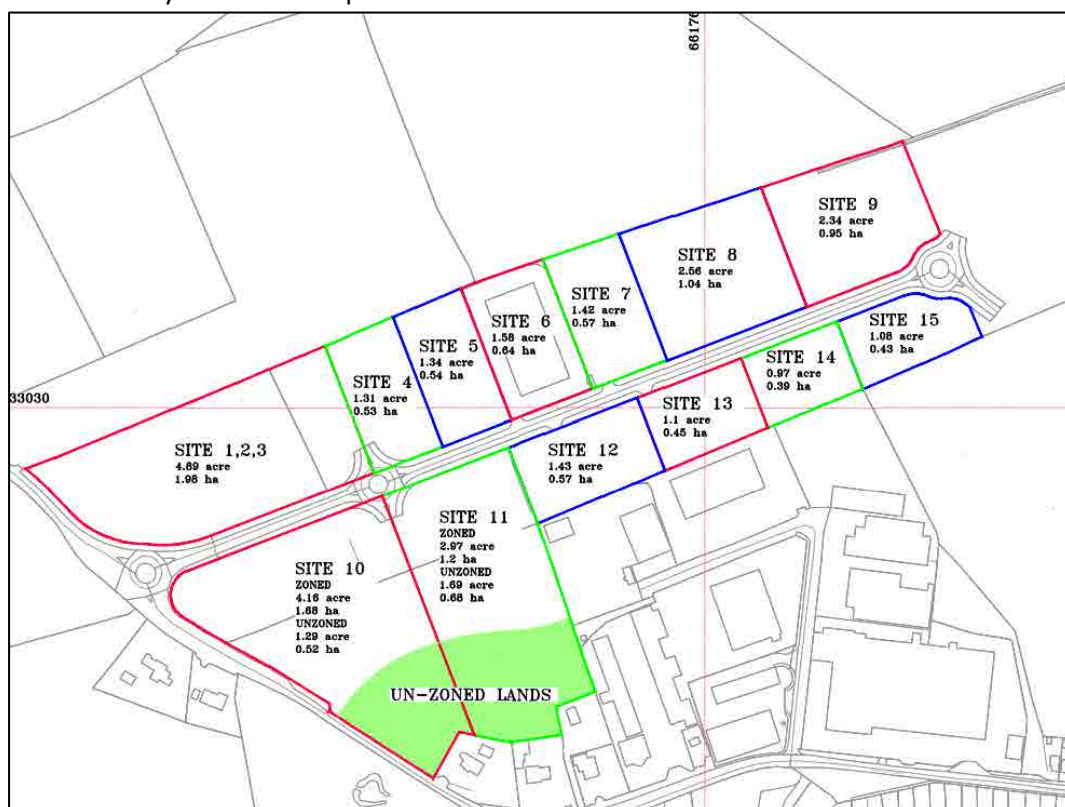 66176
SITE 9
2.34 acre
0.95 ha
SITE 8
2.56 acre
1.04 ha
SITE 7
1.42 acre
0.57 ha
SITE 6
1.58 acre
0.64 ha
SITE 5
1.34 acre
0.54 ha
SITE 4
1.31 acre
0.53 ha
SITE 15
1.08 acre
0.43 ha
SITE 14
0.97 acre
0.39 ha
33030
SITE 13
1.1 acre
0.45 ha
SITE 1,2,3
4.89 acre
1.98 ha
SITE 12
1.43 acre
0.57 ha
SITE 11
ZONED
2.97 acre
1.2 ha
UNZONED
1.69 acre
0.68 ha
SITE 10
ZONED
4.16 acre
1.68 ha
UNZONED
1.29 acre
0.52 ha
UN-ZONED LANDS